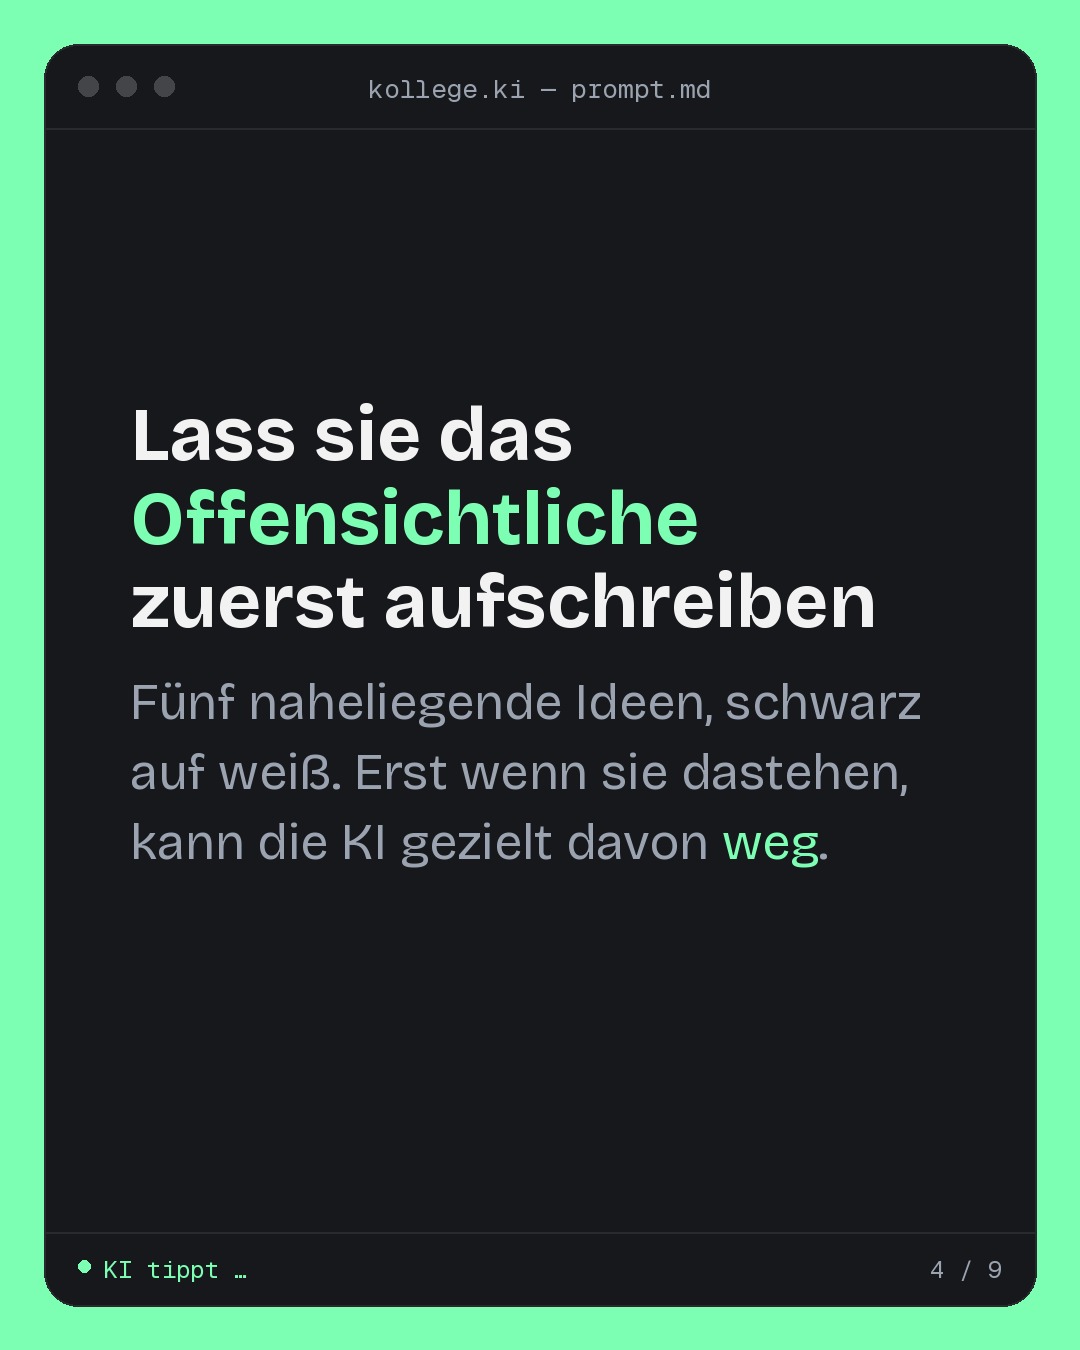 kollege.ki — prompt.md
Lass sie das
Offensichtliche
zuerst aufschreiben
Fünf naheliegende Ideen, schwarz
auf weiß. Erst wenn sie dastehen,
kann die KI gezielt davon weg.
KI tippt …
4 / 9